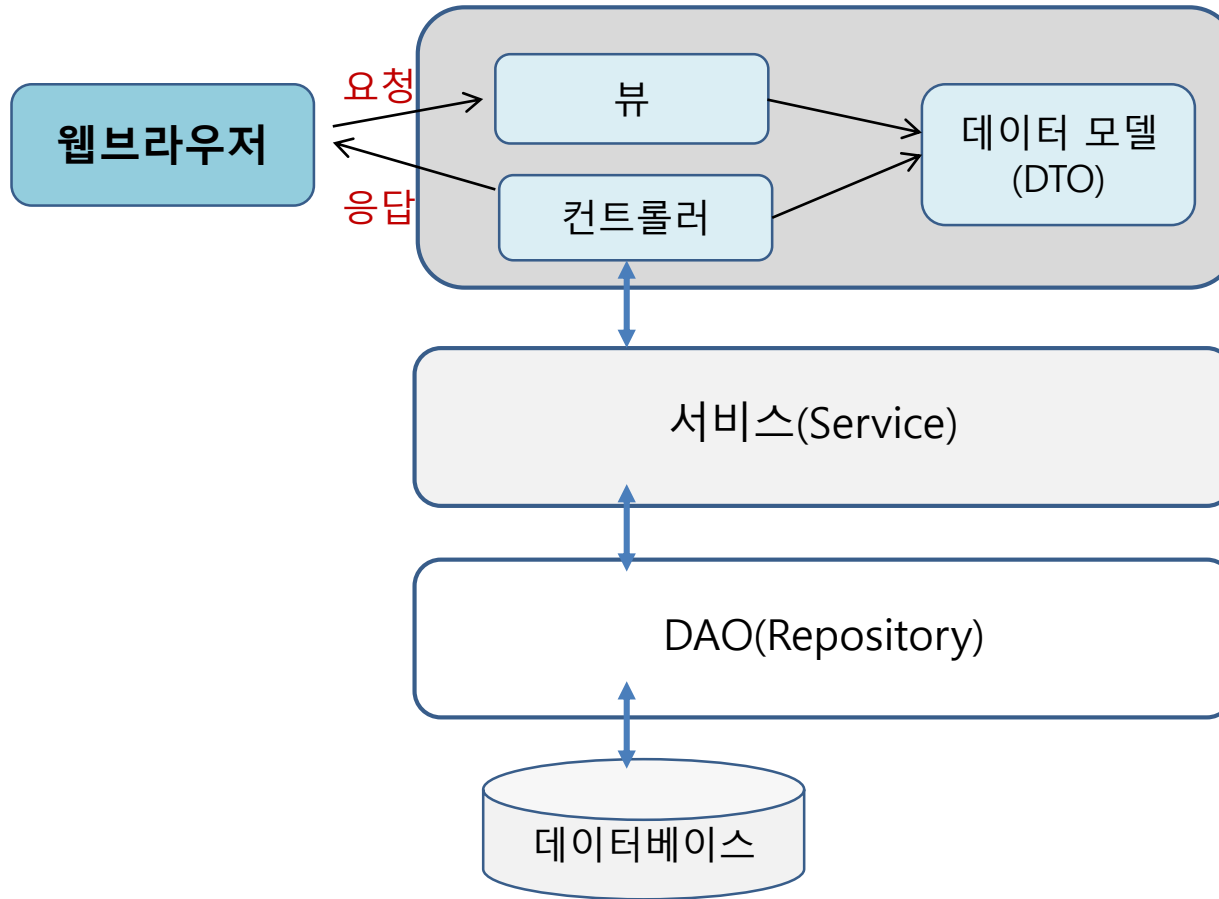 요청
뷰
웹브라우저
데이터 모델
(DTO)
응답
컨트롤러
서비스(Service)
DAO(Repository)
데이터베이스